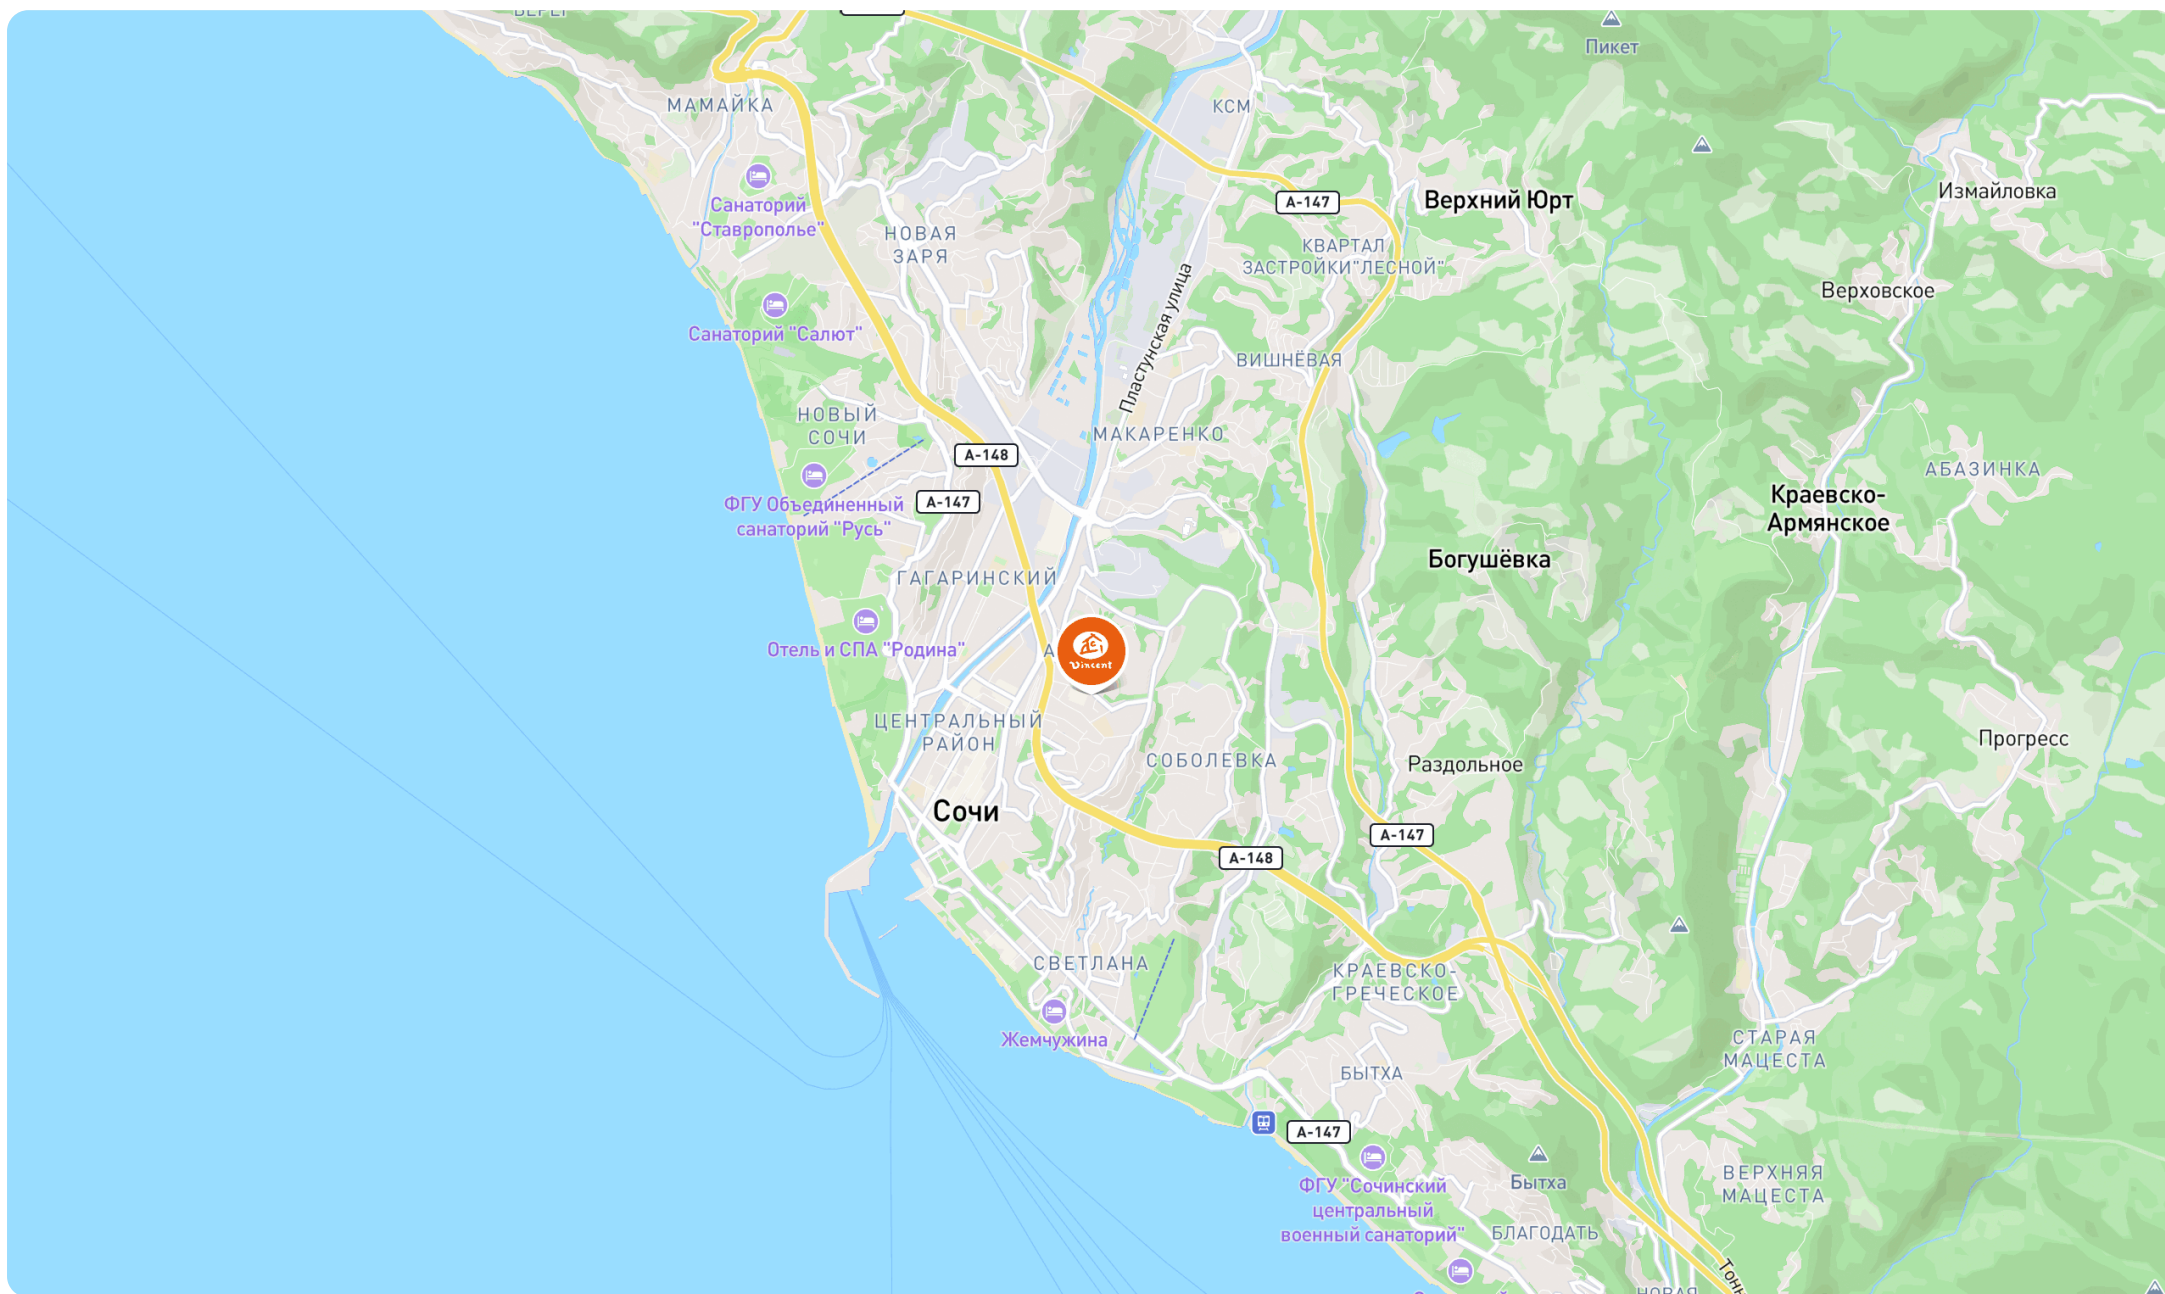 Пикет
МАМАЙКА
КСМ
Санаторий
"Ставрополье"
А-147
Верхний Юрт
Измайловка
НОВАЯ
ЗАРЯ
КВАРТАЛ
ЗАСТРОЙКИ"ЛЕСНОЙ"
Верховское
Санаторий "Салют"
Пластунская улица
ВИШНЁВАЯ
НОВЫЙ
СОЧИ
МАКАРЕНКО
А-148
АБАЗИНКА
А-147
ФГУ Объединенный
санаторий "Русь"
Краевско-
Армянское
Богушёвка
ГАГАРИНСКИЙ
Отель и СПА "Родина"
Vincent
ЦЕНТРАЛЬНЫЙ
РАЙОН
СОБОЛЕВКА
Раздольное
Прогресс
Сочи
А-147
А-148
СВЕТЛАНА
КРАЕВСКО-
ГРЕЧЕСКОЕ
Жемчужина
СТАРАЯ
МАЦЕСТА
БЫТХА
А-147
ФГУ "Сочинский
центральный
военный санаторий"
Бытха
ВЕРХНЯЯ
МАЦЕСТА
БЛАГОДАТЬ